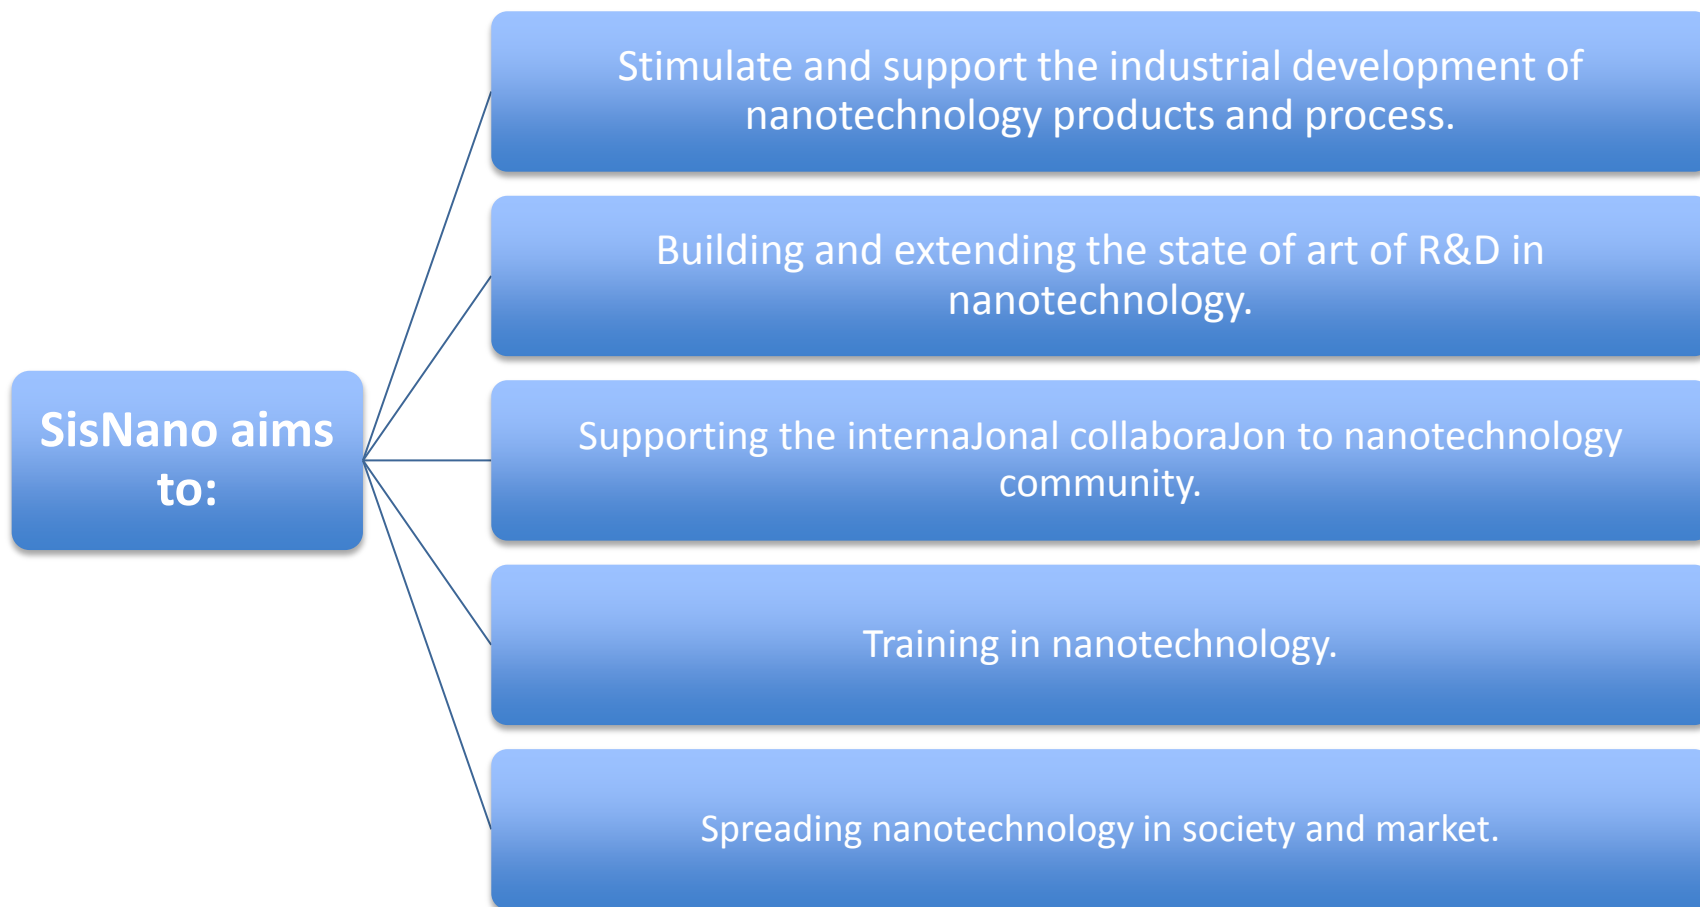 SisNano aims
to:
Stimulate and support the industrial development of
nanotechnology products and process.
Building and extending the state of art of R&D in
nanotechnology.
Supporting the internaJonal collaboraJon to nanotechnology
community.
Training in nanotechnology.
Spreading nanotechnology in society and market.